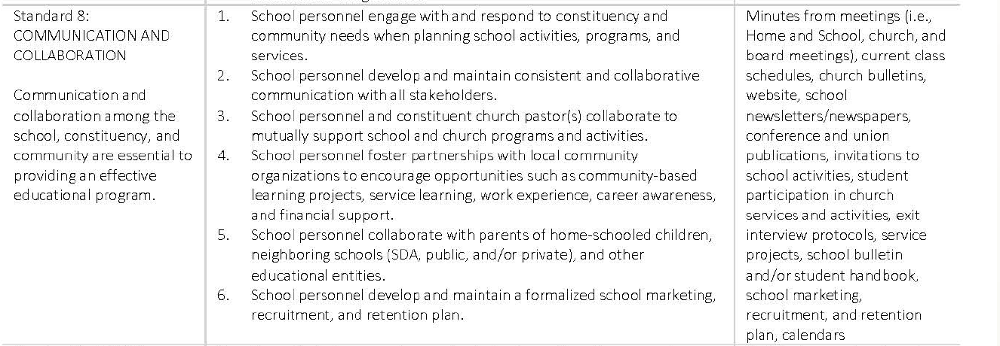 Standard 8:
COMMUNICATION AND
COLLABORATION
Communication and
collaboration among the
school, constituency, and
community are essential to
providing an effective
educational program.
1. School personnel engage with and respond to constituency and
community needs when planning school activities, programs, and
services.
2. School personnel develop and maintain consistent and collaborative
communication with all stakeholders.
3. School personnel and constituent church pastor(s) collaborate to
mutually support school and church programs and activities.
4. School personnel foster partnerships with local community
organizations to encourage opportunities such as community-based
learning projects, service learning, work experience, career awareness,
and financial support.
5. School personnel collaborate with parents of home-schooled children,
neighboring schools (SDA, public, and/or private), and other
educational entities.
6. School personnel develop and maintain a formalized school marketing,
recruitment, and retention plan.
Minutes from meetings (i.e.,
Home and School, church, and
board meetings), current class
schedules, church bulletins,
website, school
newsletters/newspapers,
conference and union
publications, invitations to
school activities, student
participation in church
services and activities, exit
interview protocols, service
projects, school bulletin
and/or student handbook,
school marketing,
recruitment, and retention
plan, calendars